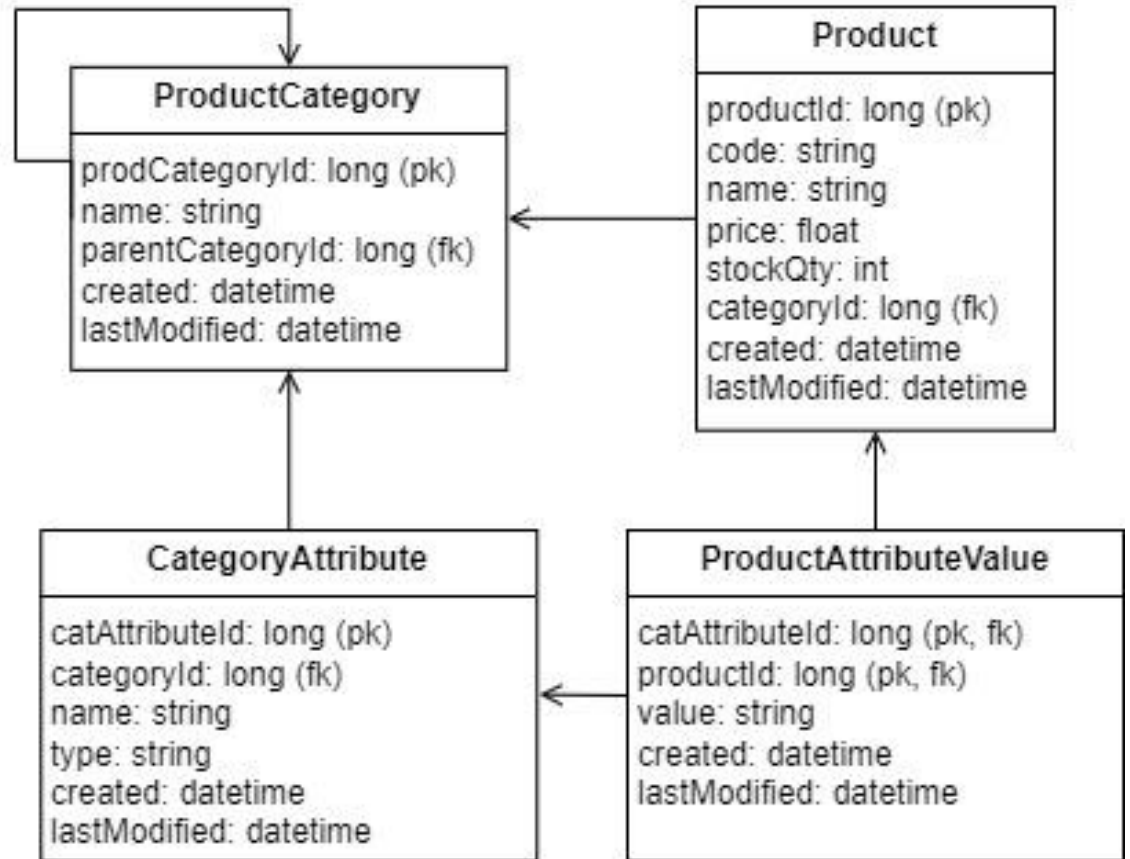 ProductCategory
prodCategoryId: long (pk)
name: string
parentCategoryId: long (fk)
created: datetime
lastModified: datetime
Product
productId: long (pk)
code: string
name: string
price: float
stockQty: int
categoryId: long (fk)
created: datetime
lastModified: datetime
CategoryAttribute
catAttributeId: long (pk)
categoryId: long (fk)
name: string
type: string
created: datetime
lastModified: datetime
ProductAttributeValue
catAttributeId: long (pk, fk)
productId: long (pk, fk)
value: string
created: datetime
lastModified: datetime